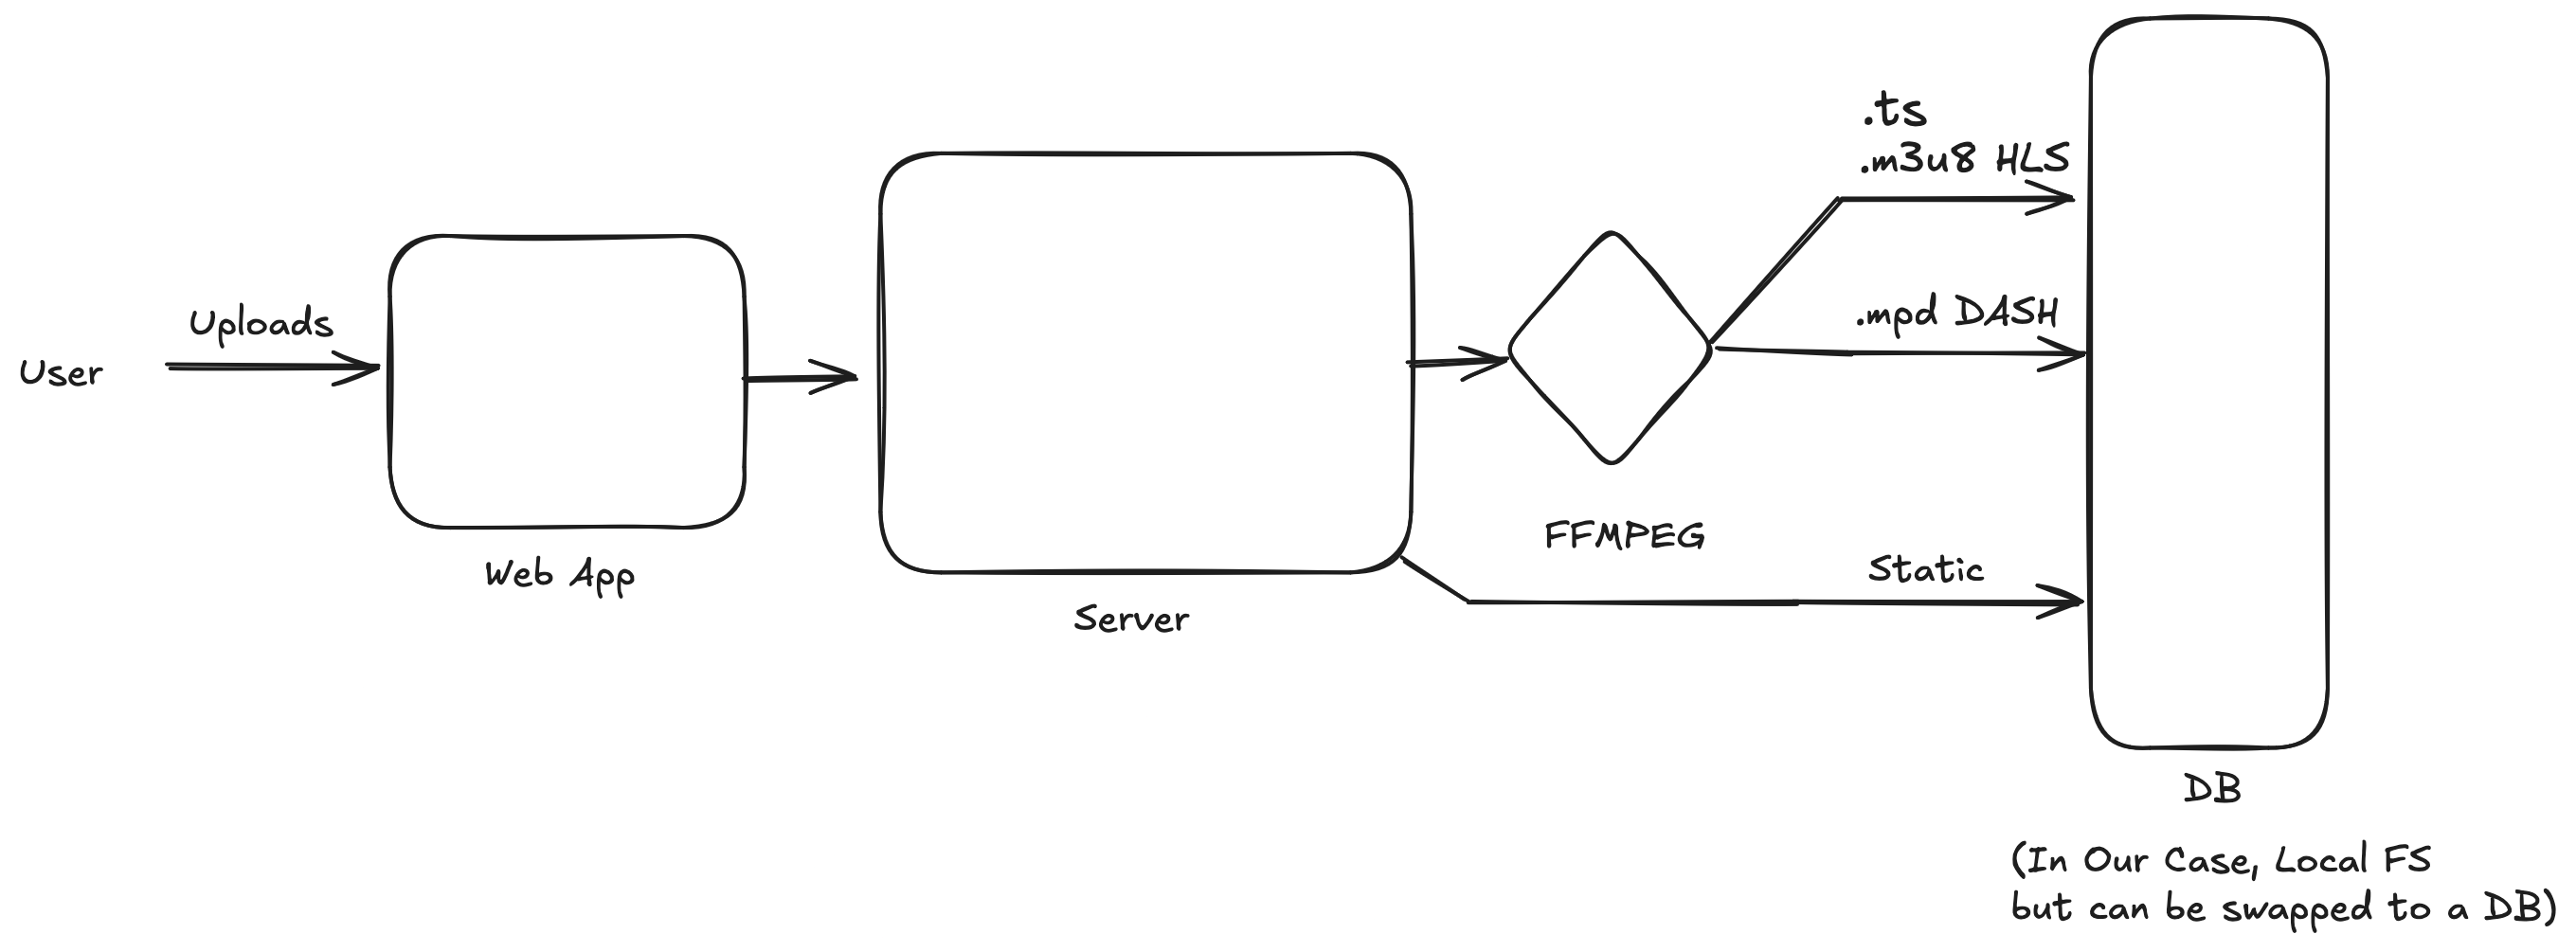 User
Uploads
Web App
Server
FFMPEG
.ts
.m3u8 HLS
.mpd DASH
Static
DB
(In Our Case, Local FS
but can be swapped to a DB)